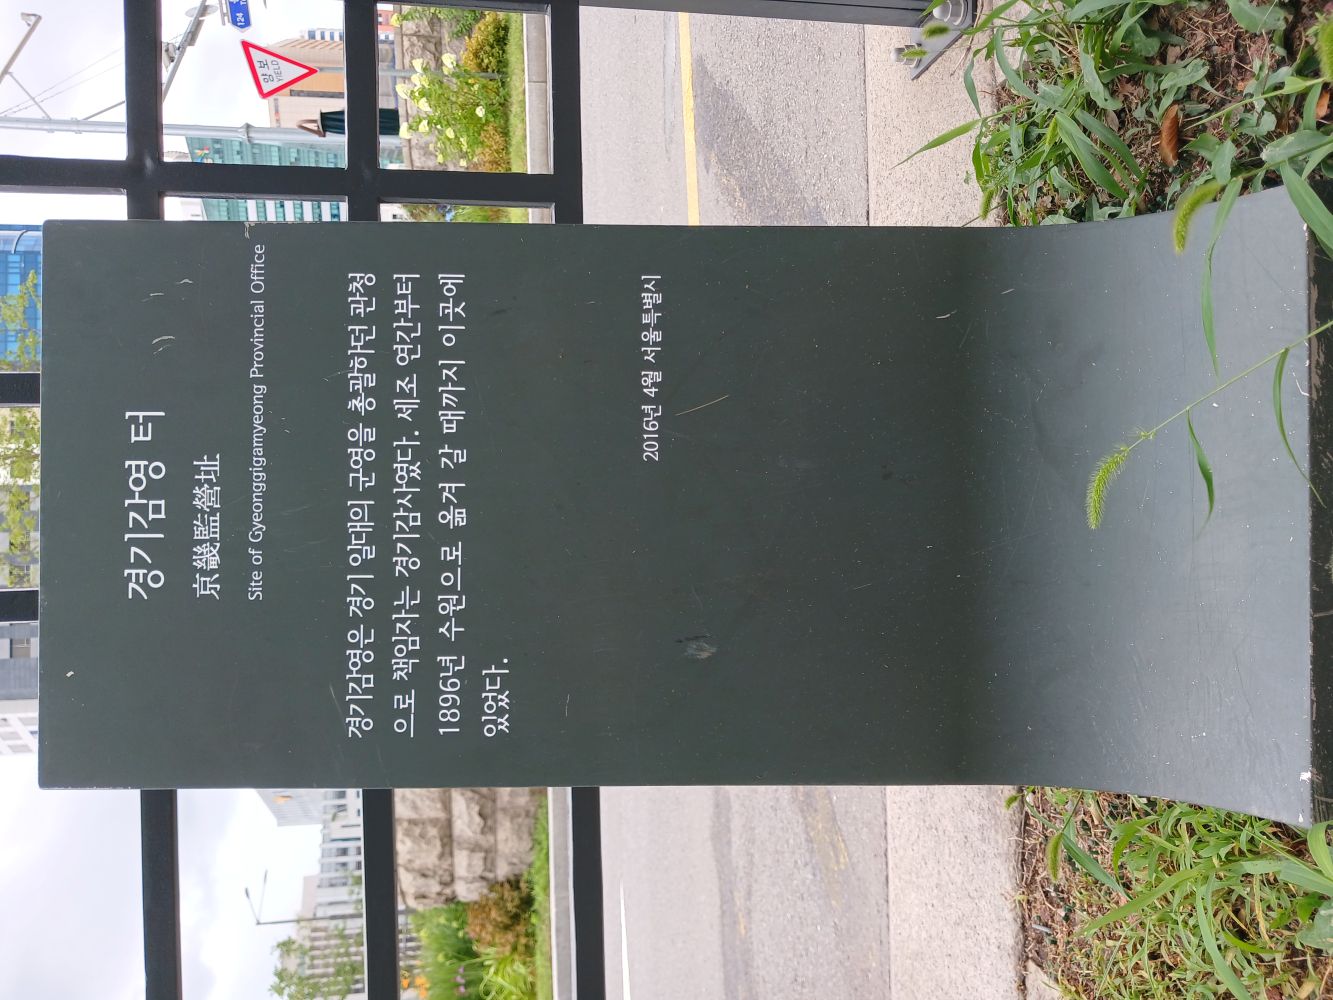 경기감영 터
京畿監營址
Site of Gyeonggigamyeong Provincial Office
경기감영은 경기 일대의 군영을 총괄하던 관청
으로 책임자는 경기감사였다. 세조 연간부터
1896년 수원으로 옮겨 갈 때까지 이곳에
있었다.
2016년 4월 서울특별시
양보
YIELD
124